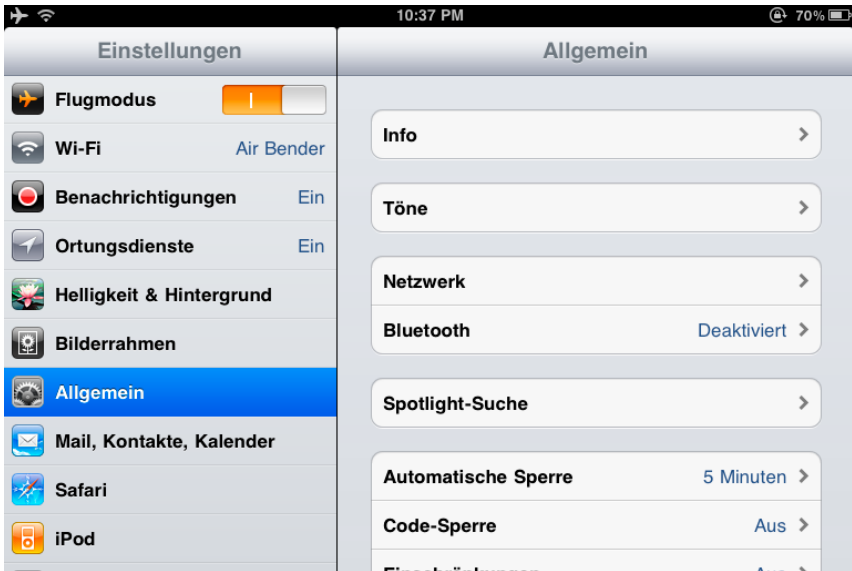 10:37 PM
70%
Einstellungen
Flugmodus
Wi-Fi Air Bender
Benachrichtigungen Ein
Ortungsdienste Ein
Helligkeit & Hintergrund
Bilderrahmen
Allgemein
Mail, Kontakte, Kalender
Safari
iPod
Allgemein
Info
Töne
Netzwerk
Bluetooth Deaktiviert
Spotlight-Suche
Automatische Sperre 5 Minuten
Code-Sperre Aus
Einschränkungen Aus